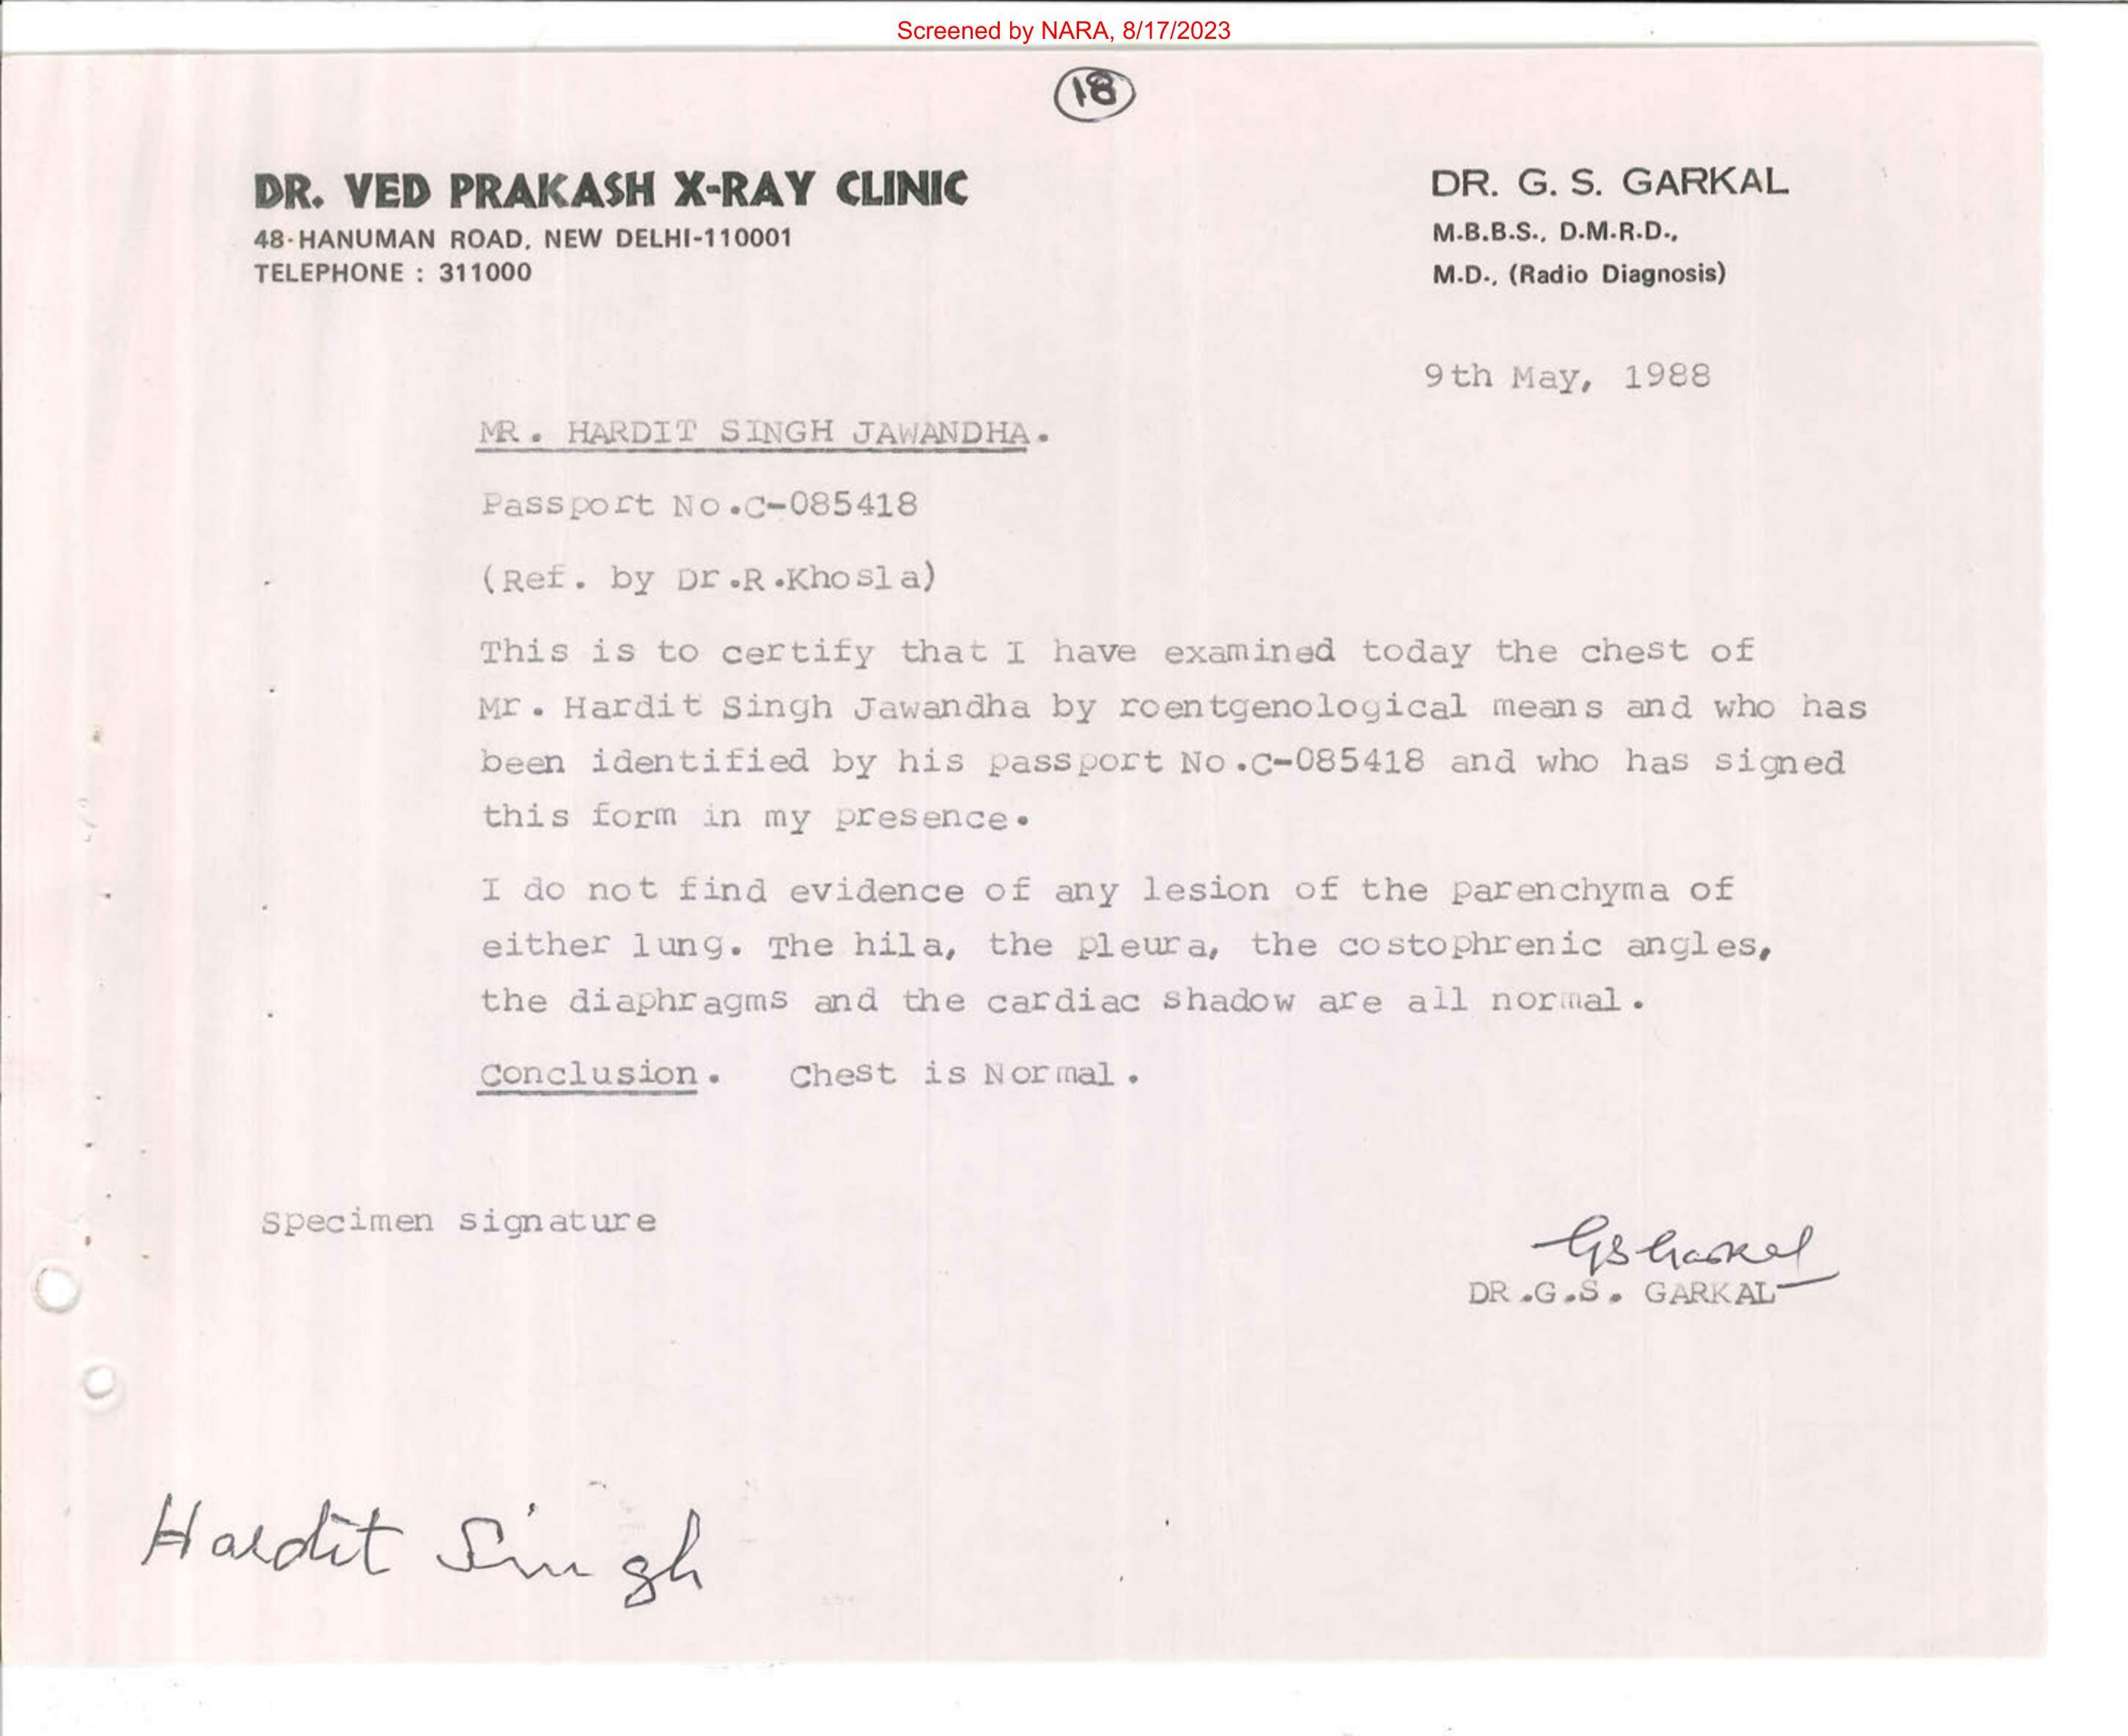 Screened by NARA, 8/17/2023
18
DR. VED PRAKASH X-RAY CLINIC
48-HANUMAN ROAD, NEW DELHI-110001
TELEPHONE : 311000
DR. G. S. GARKAL
M.B.B.S., D.M.R.D.,
M.D., (Radio Diagnosis)
9th May, 1988
MR. HARDIT SINGH JAWANDHA.
Passport No.C-085418
(Ref. by Dr.R.Khosla)
This is to certify that I have examined today the chest of
Mr. Hardit Singh Jawandha by roentgenological means and who has
been identified by his passport No.C-085418 and who has signed
this form in my presence.
I do not find evidence of any lesion of the parenchyma of
either lung. The hila, the pleura, the costophrenic angles,
the diaphragms and the cardiac shadow are all normal.
Conclusion. Chest is Normal.
Specimen signature
GSGarkal
DR.G.S. GARKAL
Hardit Singh